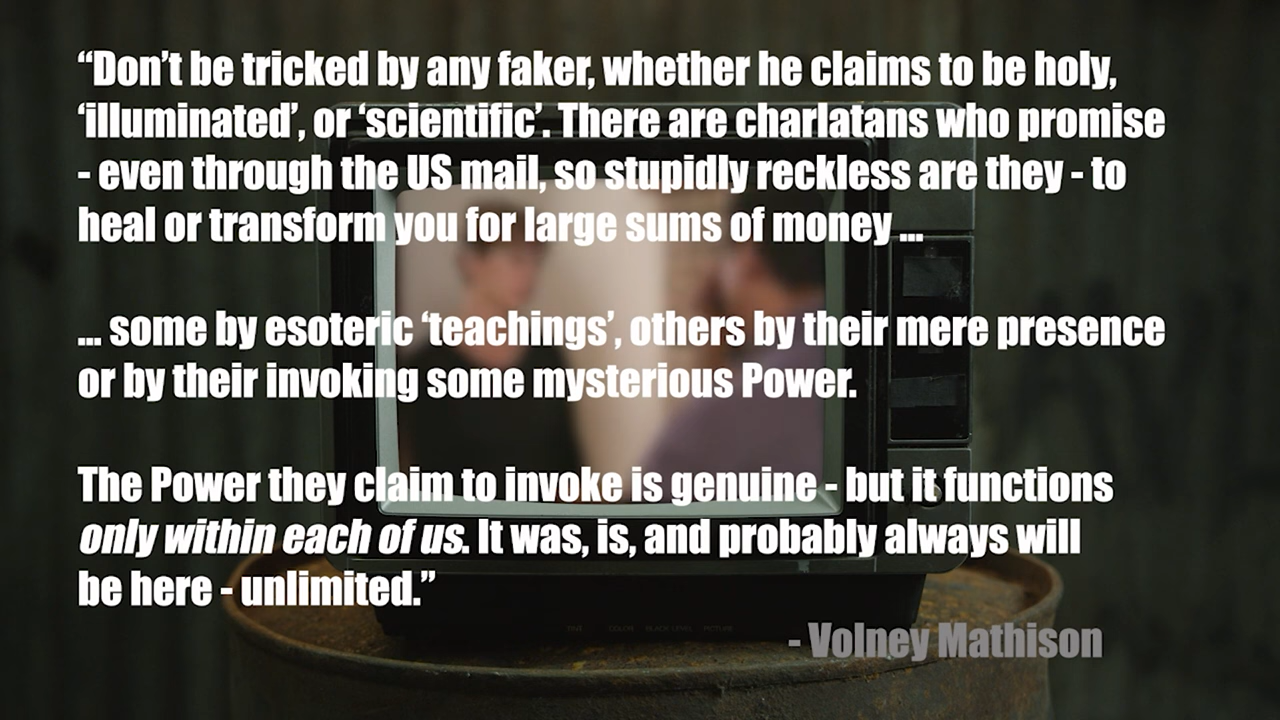 “Don’t be tricked by any faker, whether he claims to be holy,
‘illuminated’, or ‘scientific’. There are charlatans who promise
- even through the US mail, so stupidly reckless are they - to
heal or transform you for large sums of money ...
... some by esoteric ‘teachings’, others by their mere presence
or by their invoking some mysterious Power.
The Power they claim to invoke is genuine - but it functions
only within each of us. It was, is, and probably always will
be here - unlimited.”
COLOR BLACK LEVEL PICTURE
- Volney Mathison